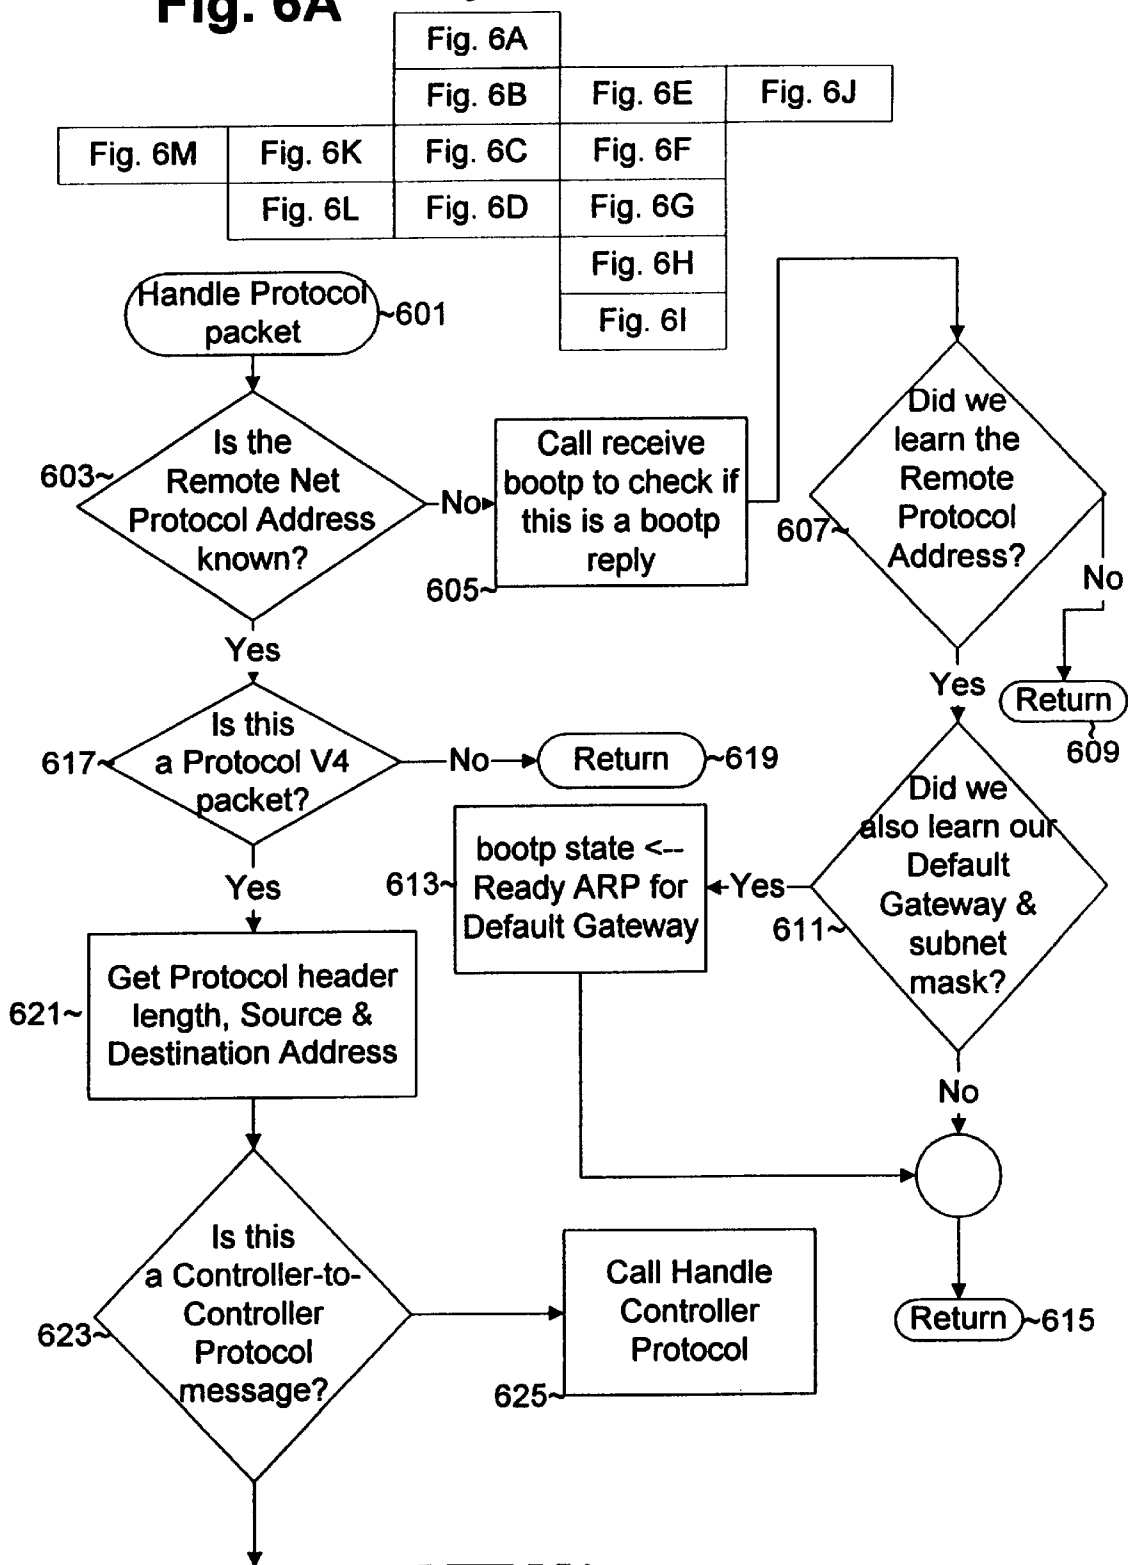 Fig. 6A
Fig. 6A
Fig. 6B
Fig. 6E
Fig. 6J
Fig. 6M
Fig. 6K
Fig. 6C
Fig. 6F
Fig. 6L
Fig. 6D
Fig. 6G
Fig. 6H
Fig. 6I
Handle Protocol
packet
~601
603~
Is the
Remote Net
Protocol Address
known?
No
Call receive
bootp to check if
this is a bootp
reply
605~
Did we
learn the
Remote
Protocol
Address?
607~
No
Return
609
Yes
Yes
Is this
a Protocol V4
packet?
617~
No
Return
~619
Did we
also learn our
Default
Gateway &
subnet
mask?
611~
Yes
bootp state <--
Ready ARP for
Default Gateway
613~
No
Return
~615
Yes
Get Protocol header
length, Source &
Destination Address
621~
Is this
a Controller-to-
Controller
Protocol
message?
623~
Call Handle
Controller
Protocol
625~